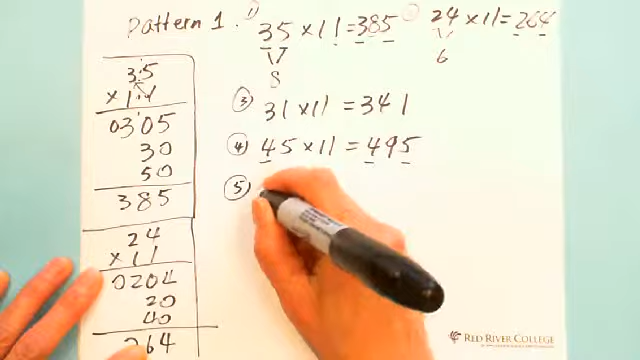 Pattern 1.
1) 35 × 11 = 385
8
24 × 11 = 264
6
3 31 × 11 = 341
4 45 × 11 = 495
5
35
× 11
0305
30
50
385
24
× 11
0204
20
40
264
RED RIVER COLLEGE